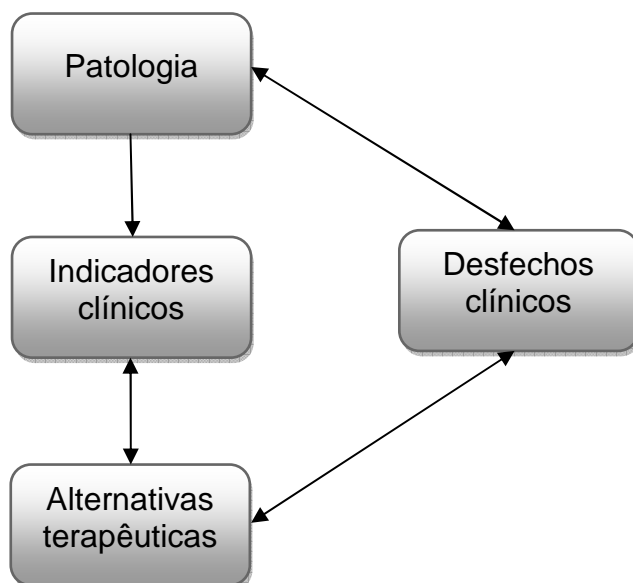 Patologia
Indicadores
clínicos
Desfechos
clínicos
Alternativas
terapêuticas